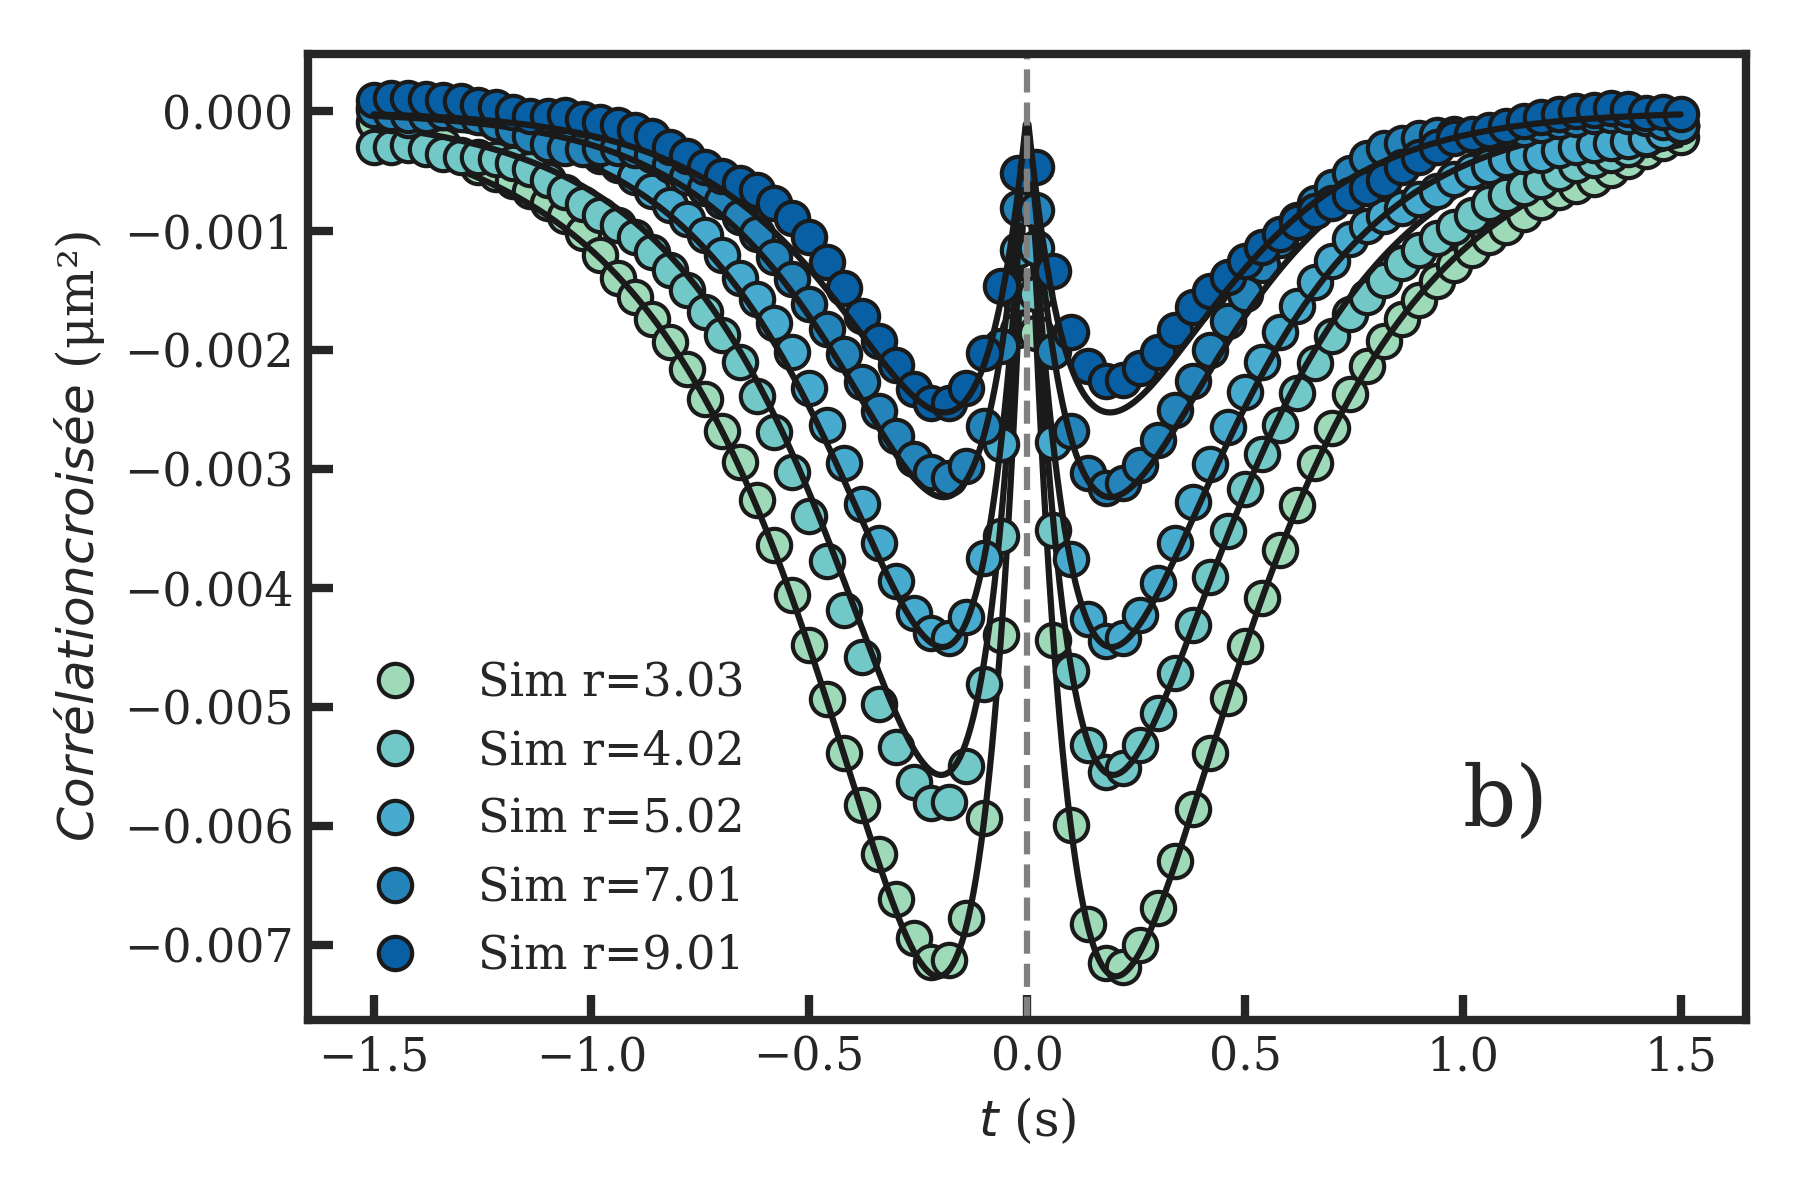 0.000
−0.001
−0.002
−0.003
−0.004
−0.005
−0.006
−0.007
Corrélationcroisée (μm²)
Sim r=3.03
Sim r=4.02
Sim r=5.02
Sim r=7.01
Sim r=9.01
b)
−1.5 −1.0 −0.5 0.0 0.5 1.0 1.5
t (s)